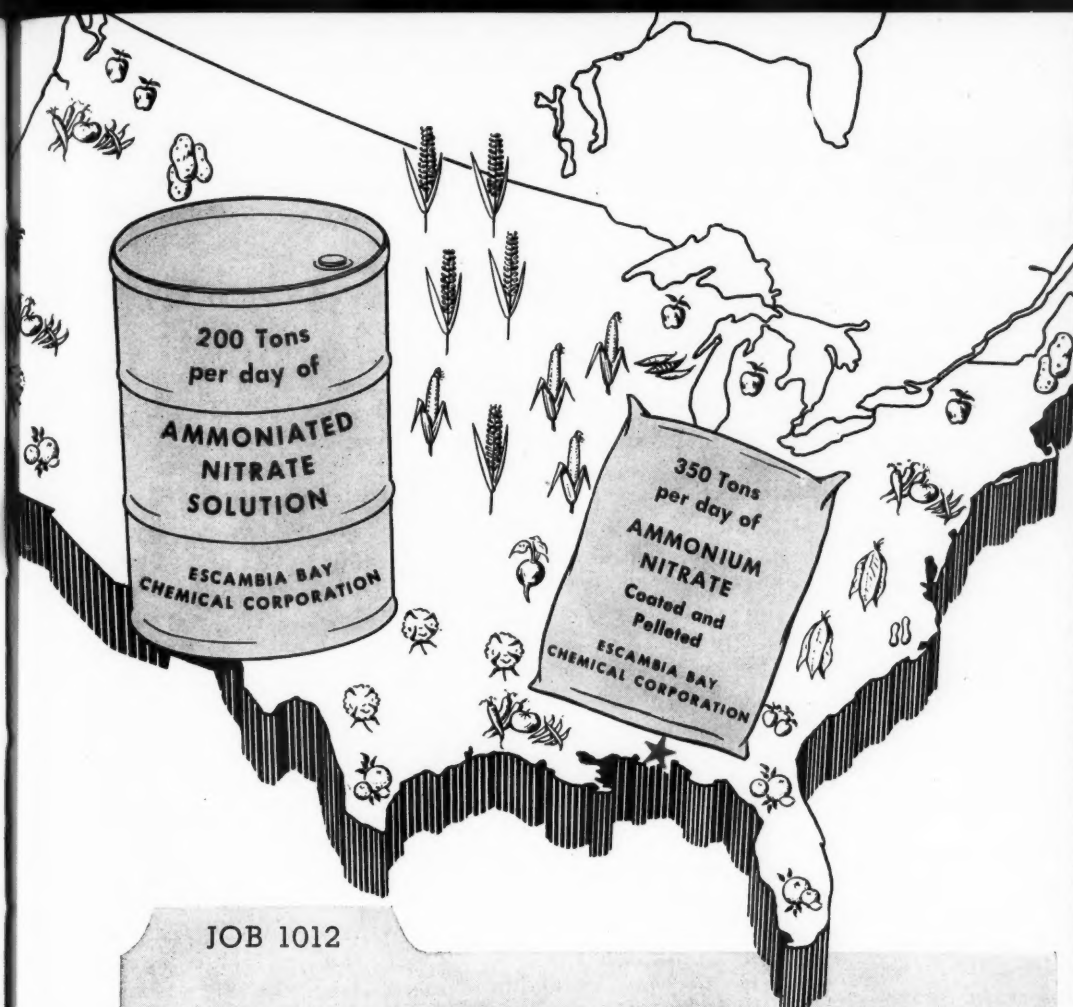 200 Tons
per day of
AMMONIATED
NITRATE
SOLUTION
ESCAMBIA BAY
CHEMICAL CORPORATION
350 Tons
per day of
AMMONIUM
NITRATE
Coated and
Pelleted
ESCAMBIA BAY
CHEMICAL CORPORATION
JOB 1012